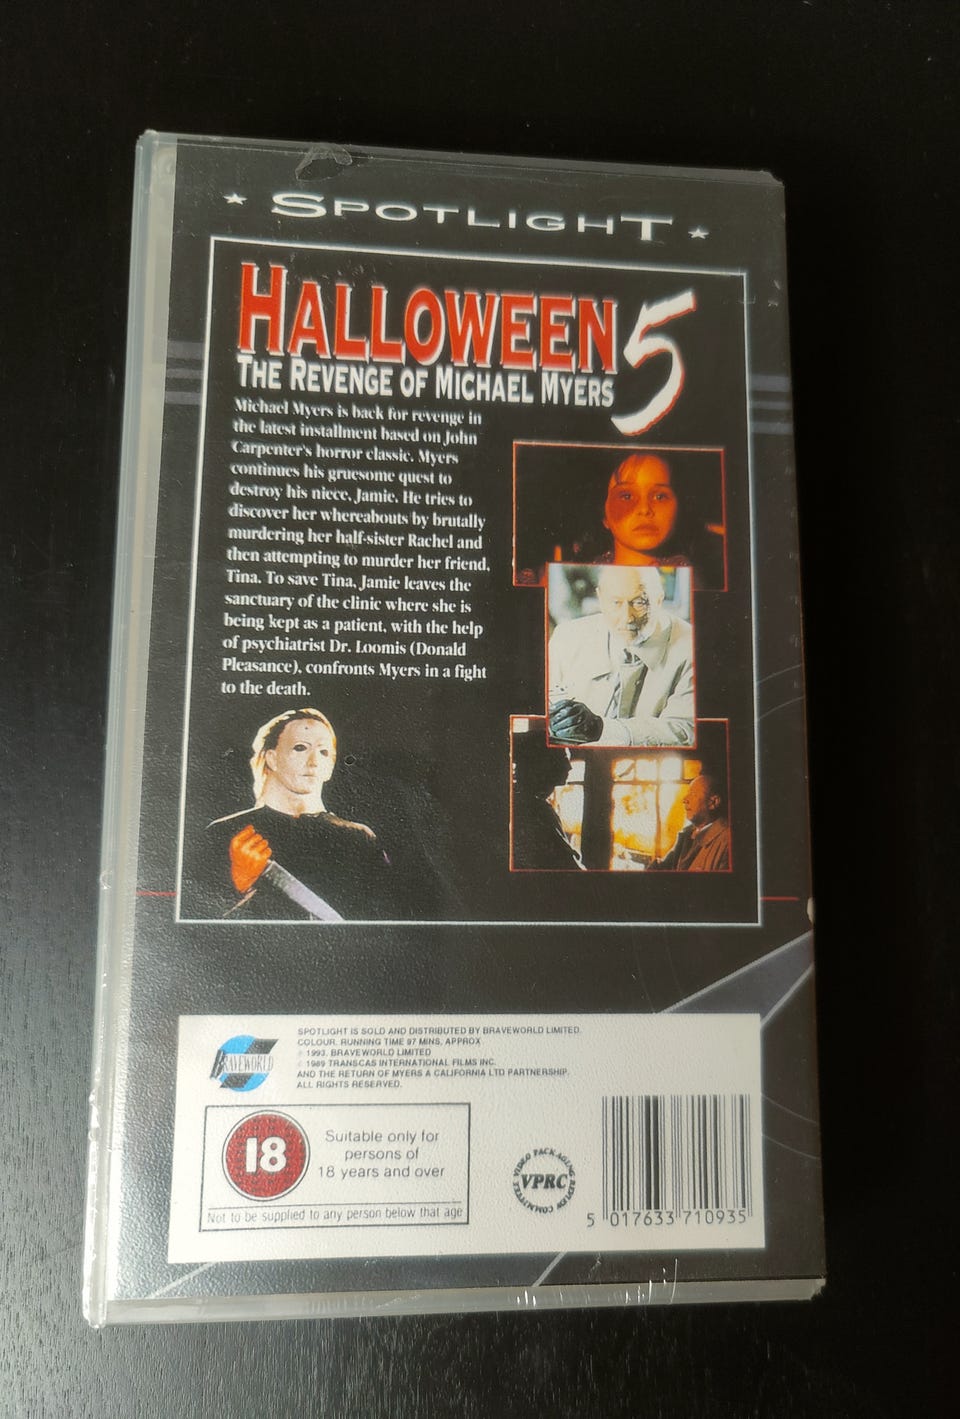 ★ SPOTLIGHT ★
HALLOWEEN 5
THE REVENGE OF MICHAEL MYERS
Michael Myers is back for revenge in
the latest installment based on John
Carpenter's horror classic. Myers
continues his gruesome quest to
destroy his niece, Jamie. He tries to
discover her whereabouts by brutally
murdering her half-sister Rachel and
then attempting to murder her friend,
Tina. To save Tina, Jamie leaves the
sanctuary of the clinic where she is
being kept as a patient, with the help
of psychiatrist Dr. Loomis (Donald
Pleasance), confronts Myers in a fight
to the death.
BRAVEWORLD
SPOTLIGHT IS SOLD AND DISTRIBUTED BY BRAVEWORLD LIMITED.
COLOUR. RUNNING TIME 97 MINS. APPROX
© 1993. BRAVEWORLD LIMITED
© 1989 TRANSCAS INTERNATIONAL FILMS INC.
AND THE RETURN OF MYERS A CALIFORNIA LTD PARTNERSHIP.
ALL RIGHTS RESERVED.
18
Suitable only for
persons of
18 years and over
Not to be supplied to any person below that age
VIDEO PACKAGING REVIEW COMMITTEE
VPRC
5 017633 710935